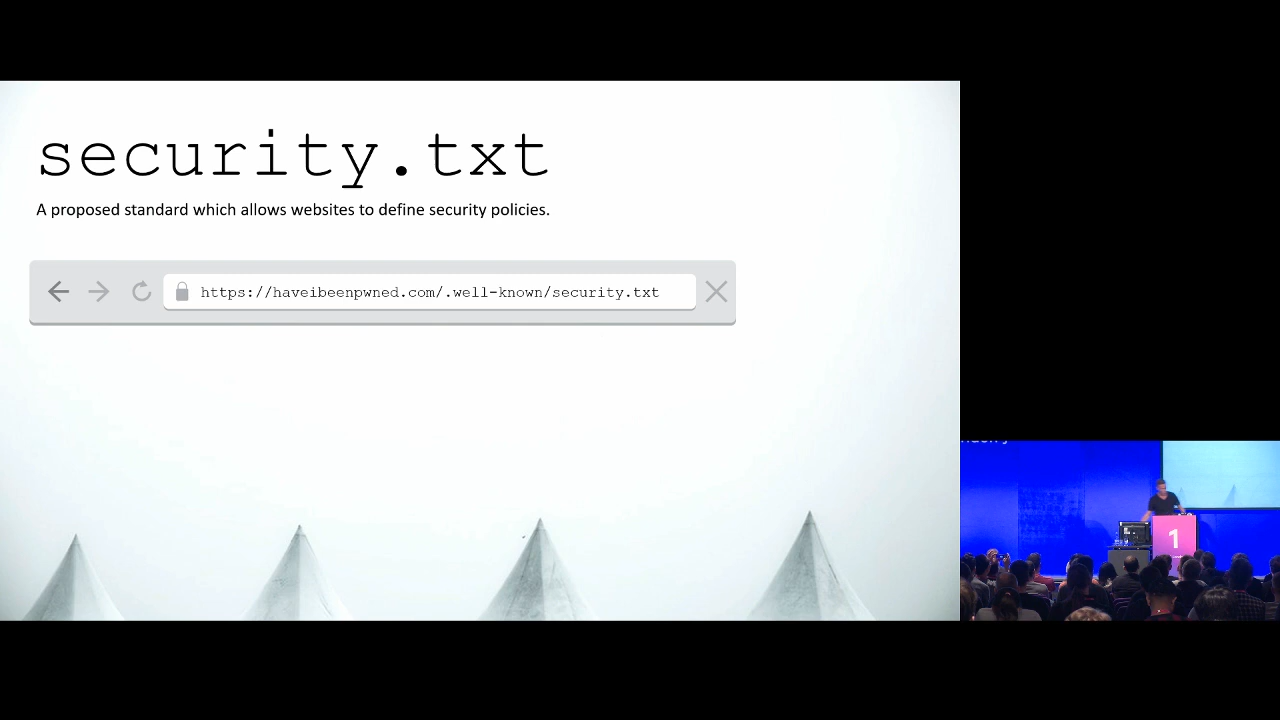 security.txt
A proposed standard which allows websites to define security policies.
https://haveibeenpwned.com/.well-known/security.txt
1